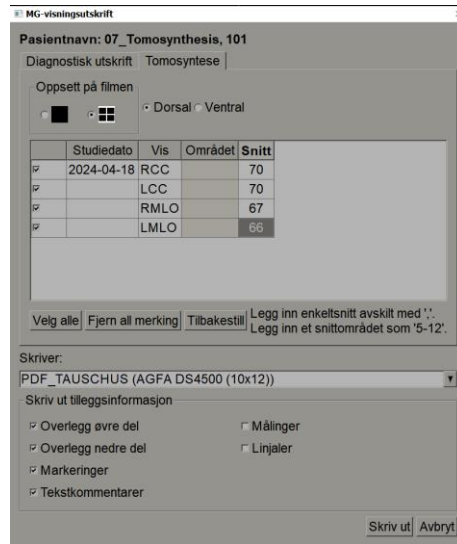 MG-visningsutskrift
Pasientnavn: 07_Tomosynthesis, 101
Diagnostisk utskrift Tomosyntese
Oppsett på filmen
Dorsal Ventral
Studiedato Vis Området Snitt
2024-04-18 RCC 70
LCC 70
RMLO 67
LMLO 66
Velg alle Fjern all merking Tilbakestill
Legg inn enkeltsnitt avskilt med ','.
Legg inn et snittområdet som '5-12'.
Skriver:
PDF_TAUSCHUS (AGFA DS4500 (10x12))
Skriv ut tilleggsinformasjon
Overlegg øvre del Målinger
Overlegg nedre del Linjaler
Markeringer
Tekstkommentarer
Skriv ut Avbryt